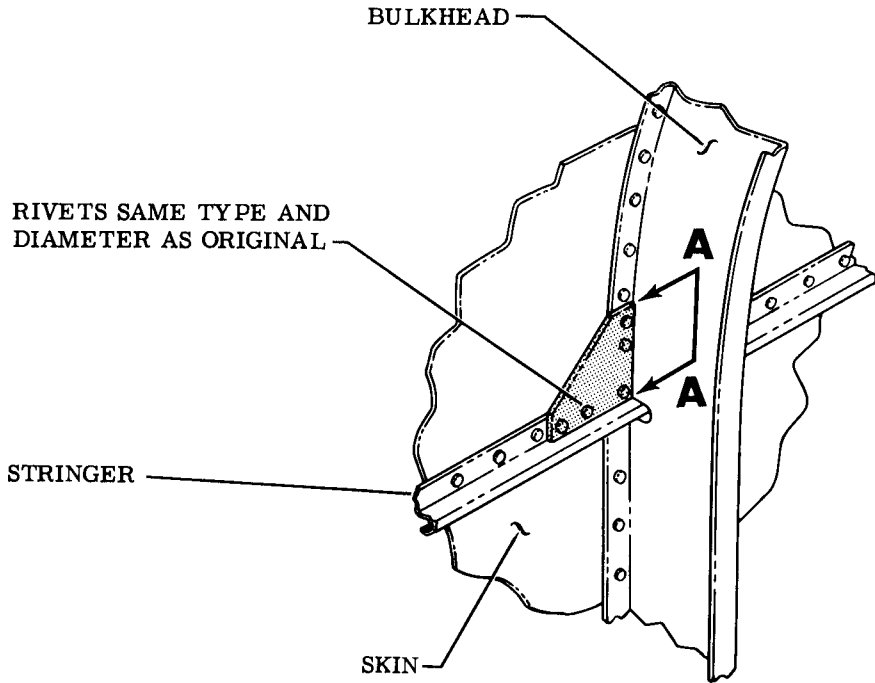 BULKHEAD
RIVETS SAME TYPE AND
DIAMETER AS ORIGINAL
A
A
STRINGER
SKIN